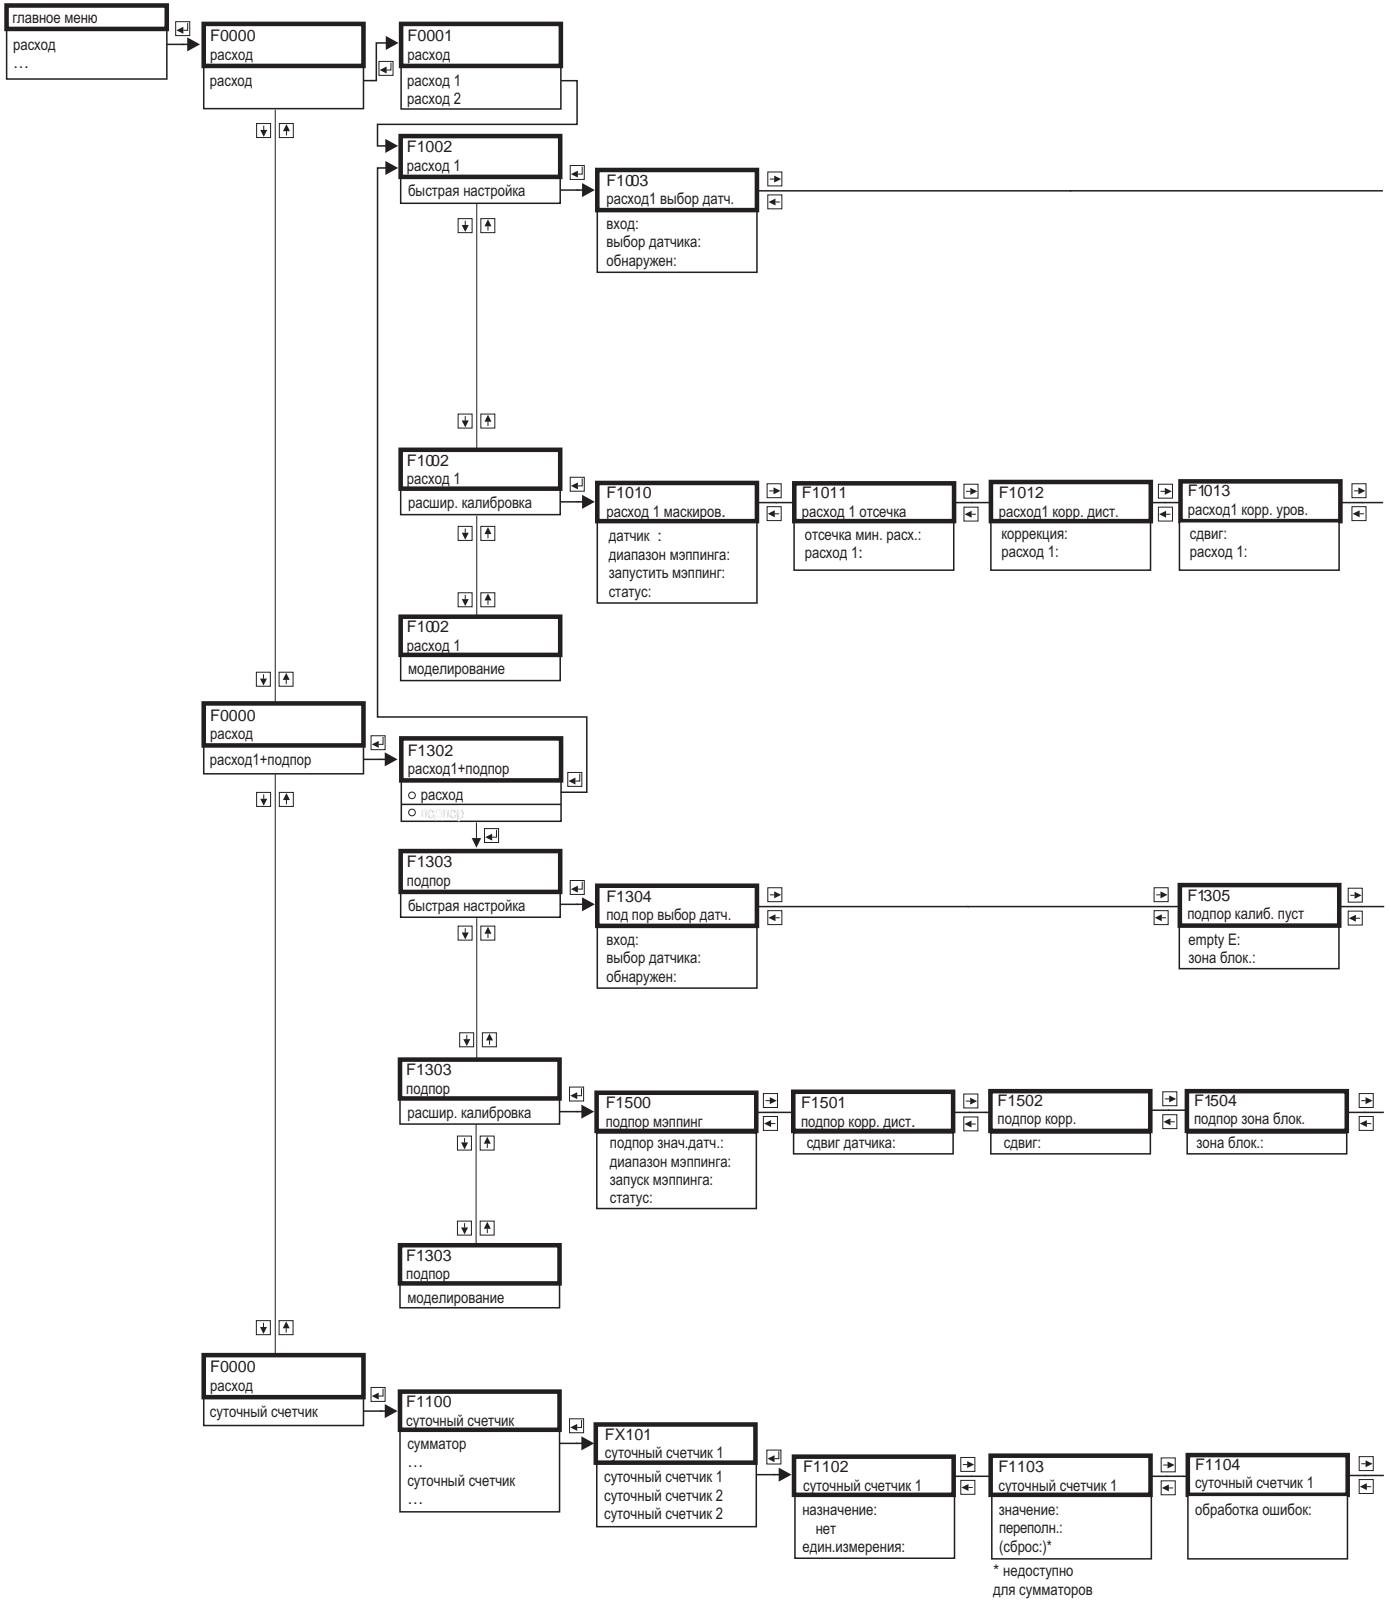 главное меню
расход
...
F0000
расход
расход
F0001
расход
расход 1
расход 2
F1002
расход 1
быстрая настройка
F1003
расход1 выбор датч.
вход:
выбор датчика:
обнаружен:
F1002
расход 1
расшир. калибровка
F1010
расход 1 маскиров.
датчик :
диапазон мэппинга:
запустить мэппинг:
статус:
F1011
расход 1 отсечка
отсечка мин. расх.:
расход 1:
F1012
расход1 корр. дист.
коррекция:
расход 1:
F1013
расход1 корр. уров.
сдвиг:
расход 1:
F1002
расход 1
моделирование
F0000
расход
расход1+подпор
F1302
расход1+подпор
расход
подпор
F1303
подпор
быстрая настройка
F1304
под пор выбор датч.
вход:
выбор датчика:
обнаружен:
F1305
подпор калиб. пуст
empty E:
зона блок.:
F1303
подпор
расшир. калибровка
F1500
подпор мэппинг
подпор знач.датч.:
диапазон мэппинга:
запуск мэппинга:
статус:
F1501
подпор корр. дист.
сдвиг датчика:
F1502
подпор корр.
сдвиг:
F1504
подпор зона блок.
зона блок.:
F1303
подпор
моделирование
F0000
расход
суточный счетчик
F1100
суточный счетчик
сумматор
...
суточный счетчик
...
FX101
суточный счетчик 1
суточный счетчик 1
суточный счетчик 2
суточный счетчик 2
F1102
суточный счетчик 1
назначение:
нет
един.измерения:
F1103
суточный счетчик 1
значение:
переполн.:
(сброс:)*
* недоступно
для сумматоров
F1104
суточный счетчик 1
обработка ошибок: